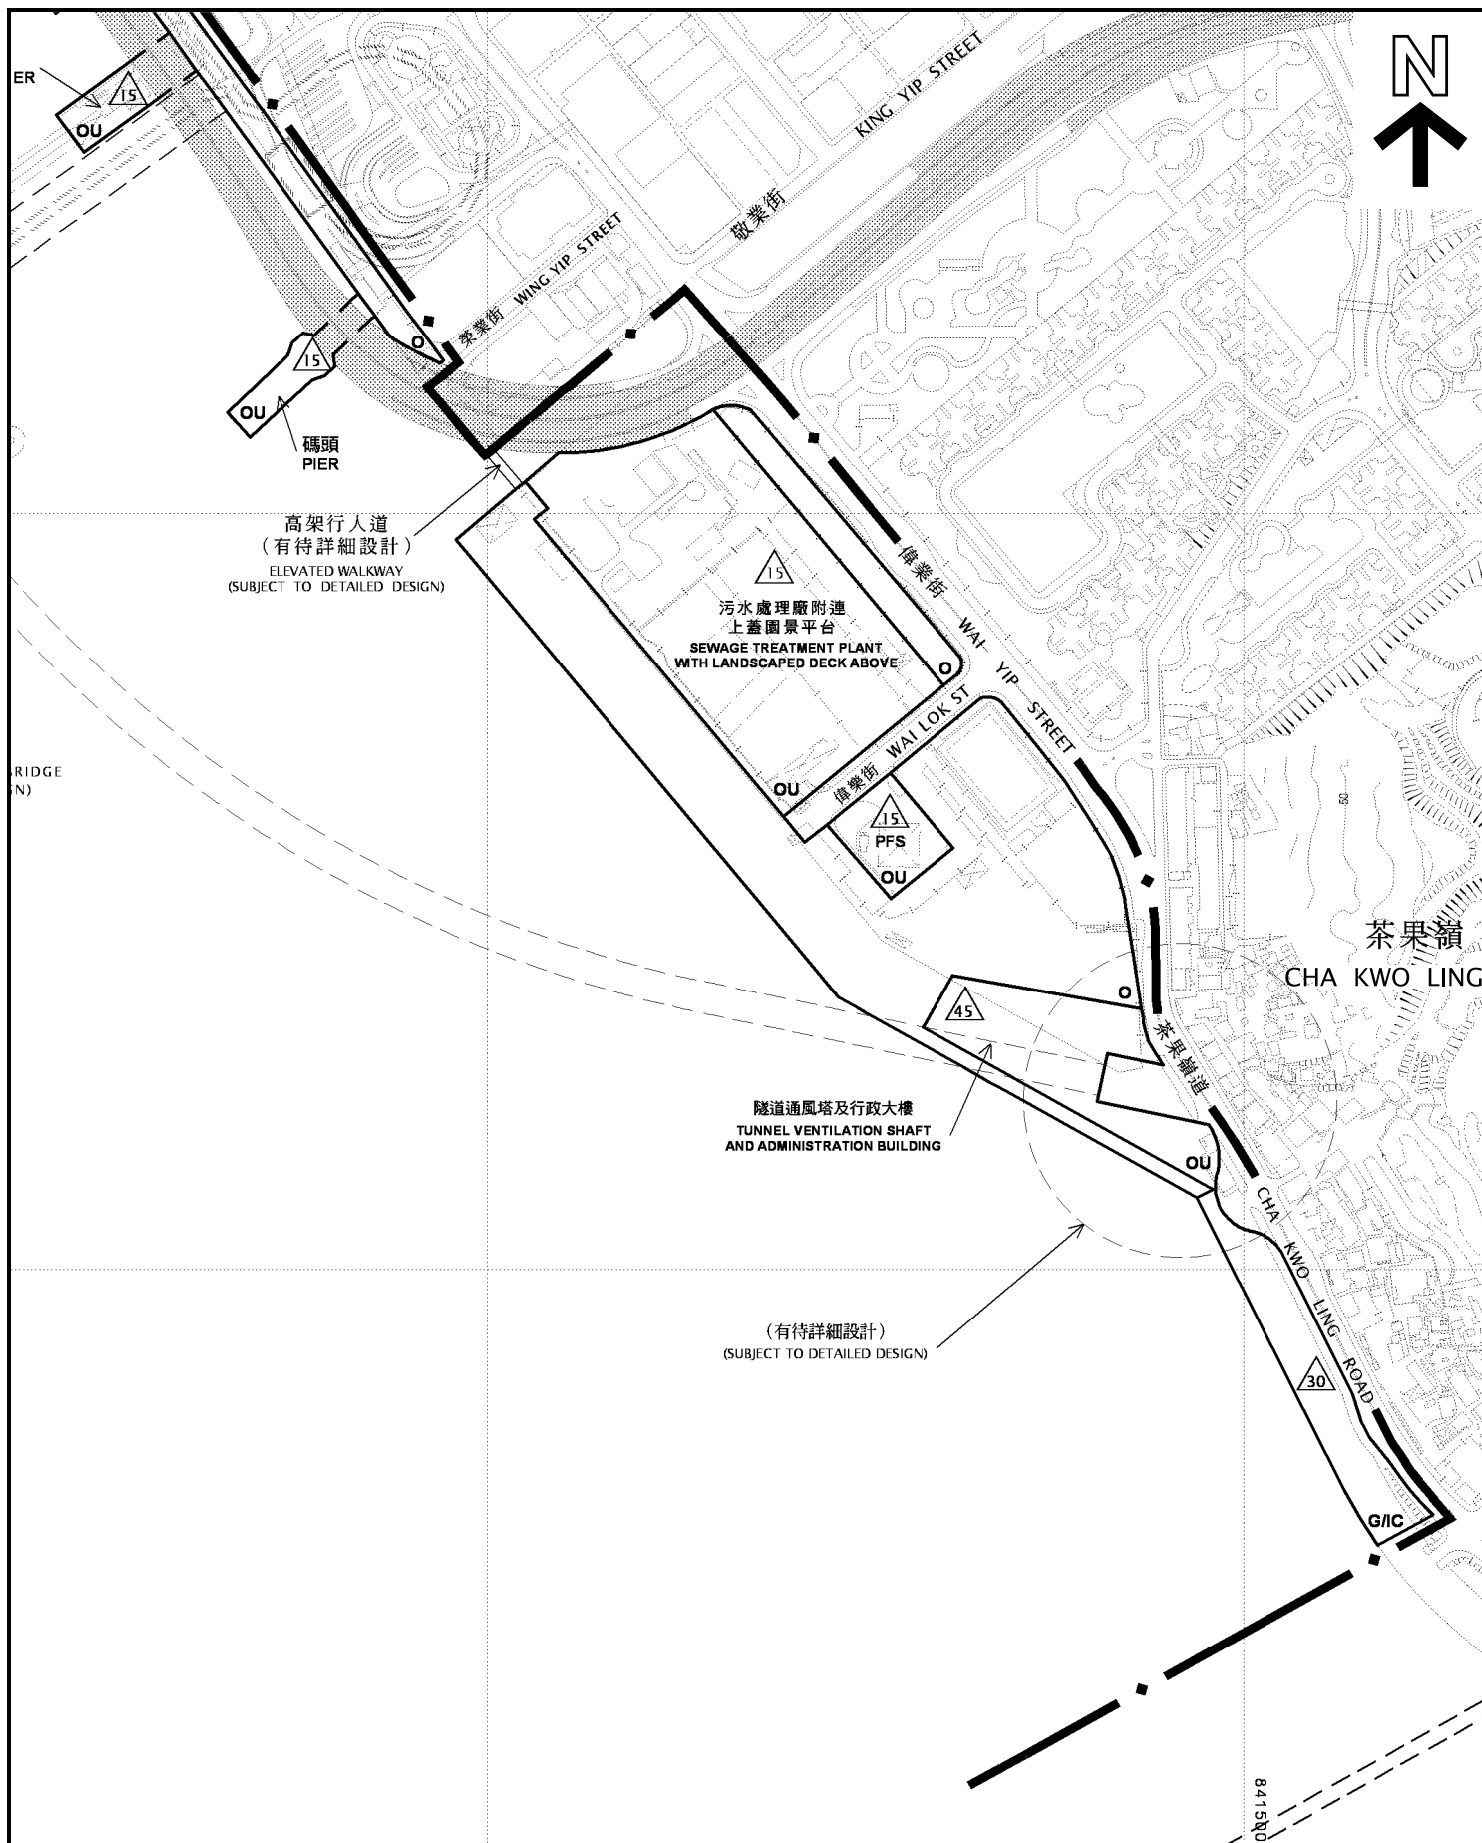 N
ER
15
OU
KING YIP STREET
敬業街
WING YIP STREET
榮業街
O
15
OU
碼頭
PIER
高架行人道
（有待詳細設計）
ELEVATED WALKWAY
(SUBJECT TO DETAILED DESIGN)
15
污水處理廠附連
上蓋園景平台
SEWAGE TREATMENT PLANT
WITH LANDSCAPED DECK ABOVE
O
偉業街 WAI YIP STREET
偉樂街 WAI LOK ST
OU
RIDGE
N)
15
PFS
OU
50
茶果嶺
CHA KWO LING
O
45
茶果嶺道
隧道通風塔及行政大樓
TUNNEL VENTILATION SHAFT
AND ADMINISTRATION BUILDING
OU
CHA KWO LING ROAD
（有待詳細設計）
(SUBJECT TO DETAILED DESIGN)
30
G/IC
841500